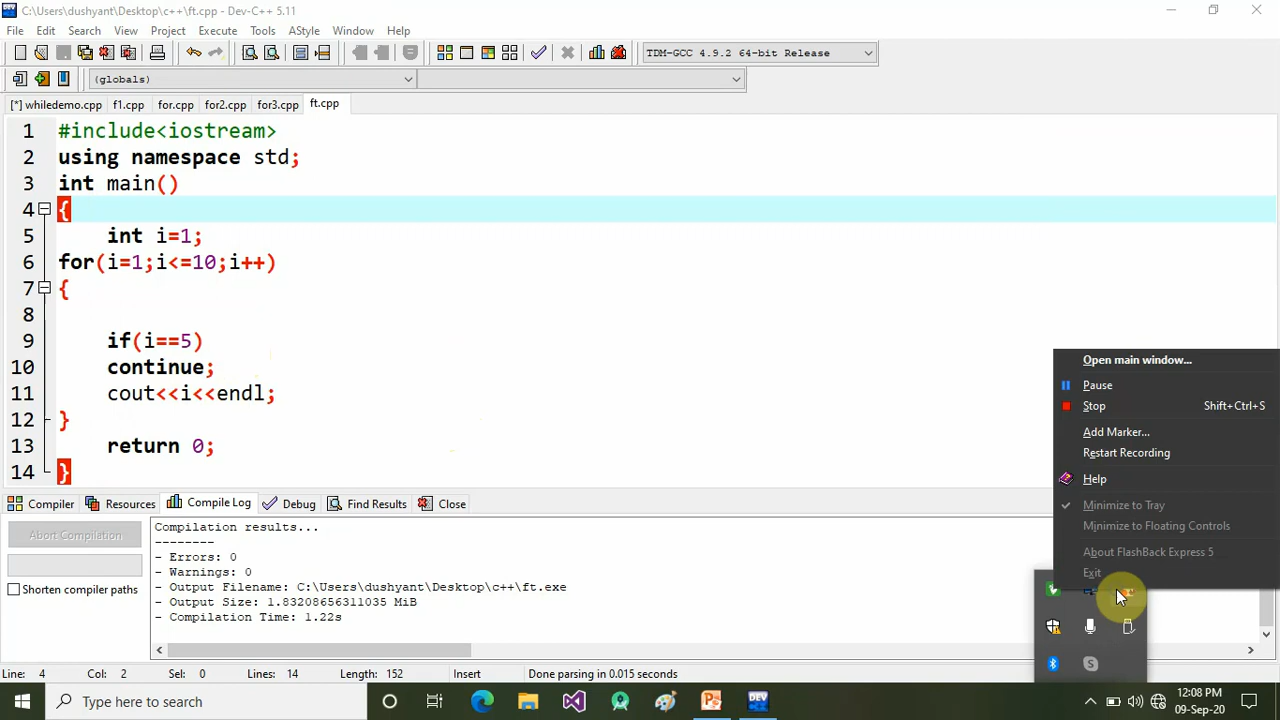 C:\Users\dushyant\Desktop\c++\ft.cpp - Dev-C++ 5.11
File Edit Search View Project Execute Tools AStyle Window Help
TDM-GCC 4.9.2 64-bit Release
(globals)
[*] whiledemo.cpp f1.cpp for.cpp for2.cpp for3.cpp ft.cpp
1 #include<iostream>
2 using namespace std;
3 int main()
4 {
5 int i=1;
6 for(i=1;i<=10;i++)
7 {
8
9 if(i==5)
10 continue;
11 cout<<i<<endl;
12 }
13 return 0;
14 }
Open main window...
Pause
Stop Shift+Ctrl+S
Add Marker...
Restart Recording
Help
Minimize to Tray
Minimize to Floating Controls
About FlashBack Express 5
Exit
Compiler Resources Compile Log Debug Find Results Close
Abort Compilation
Shorten compiler paths
Compilation results...
--------
- Errors: 0
- Warnings: 0
- Output Filename: C:\Users\dushyant\Desktop\c++\ft.exe
- Output Size: 1.83208656311035 MiB
- Compilation Time: 1.22s
Line: 4 Col: 2 Sel: 0 Lines: 14 Length: 152 Insert Done parsing in 0.015 seconds
Type here to search
DEV
12:08 PM
09-Sep-20